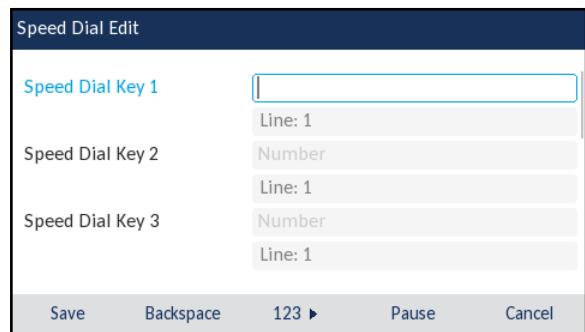 Speed Dial Edit
Speed Dial Key 1
Line: 1
Speed Dial Key 2 Number
Line: 1
Speed Dial Key 3 Number
Line: 1
Save Backspace 123 ▶ Pause Cancel